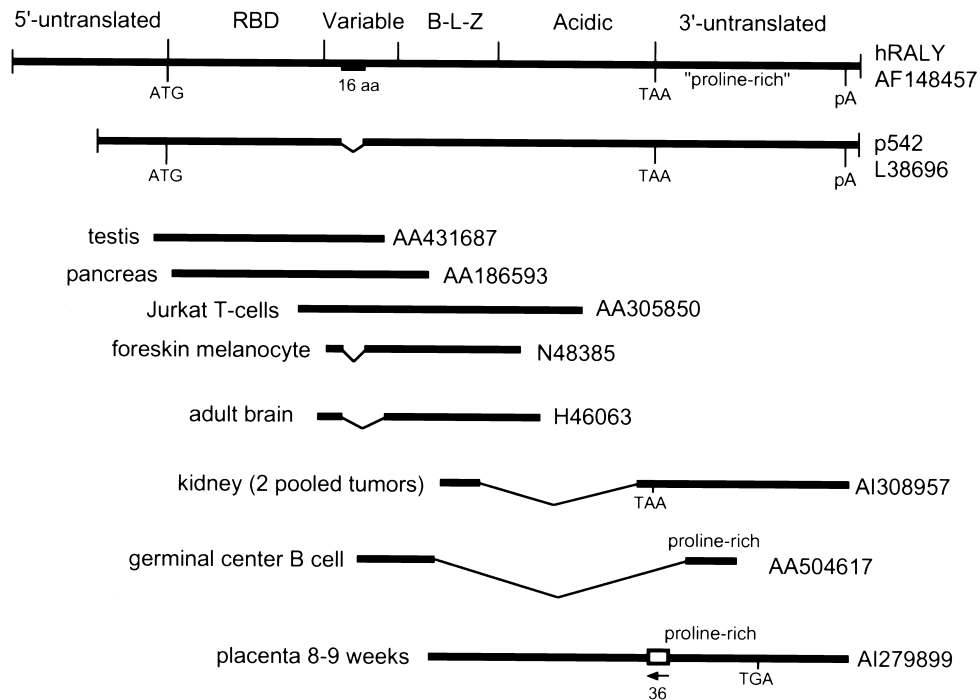 5'-untranslated RBD Variable B-L-Z Acidic 3'-untranslated
hRALY
AF148457
ATG 16 aa TAA "proline-rich" pA
p542
L38696
ATG TAA pA
testis AA431687
pancreas AA186593
Jurkat T-cells AA305850
foreskin melanocyte N48385
adult brain H46063
kidney (2 pooled tumors) AI308957
TAA
proline-rich
germinal center B cell AA504617
proline-rich
placenta 8-9 weeks AI279899
36 TGA